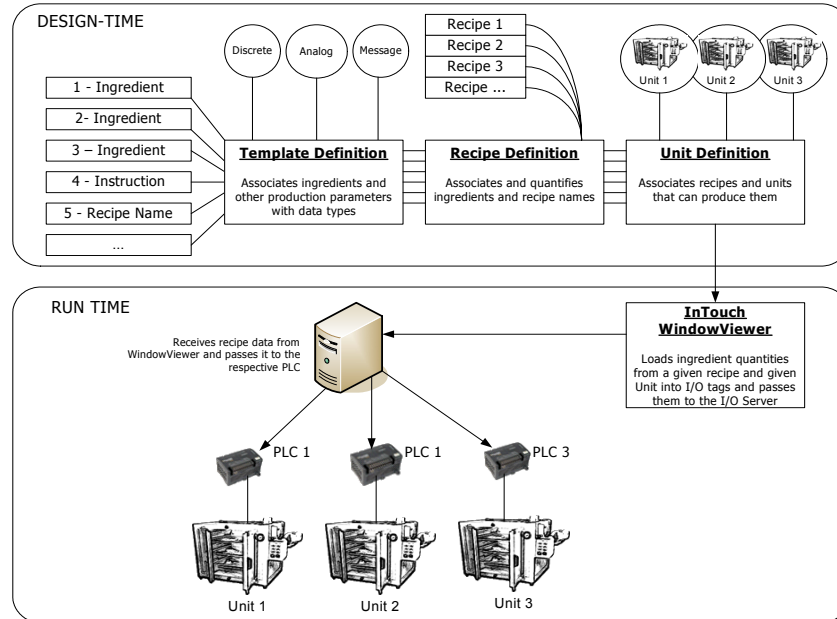 DESIGN-TIME
Discrete
Analog
Message
Recipe 1
Recipe 2
Recipe 3
Recipe ...
Unit 1
Unit 2
Unit 3
1 - Ingredient
2- Ingredient
3 – Ingredient
4 - Instruction
5 - Recipe Name
...
Template Definition
Associates ingredients and
other production parameters
with data types
Recipe Definition
Associates and quantifies
ingredients and recipe names
Unit Definition
Associates recipes and units
that can produce them
RUN TIME
InTouch
WindowViewer
Loads ingredient quantities
from a given recipe and given
Unit into I/O tags and passes
them to the I/O Server
Receives recipe data from
WindowViewer and passes it to the
respective PLC
PLC 1
PLC 1
PLC 3
Unit 1
Unit 2
Unit 3